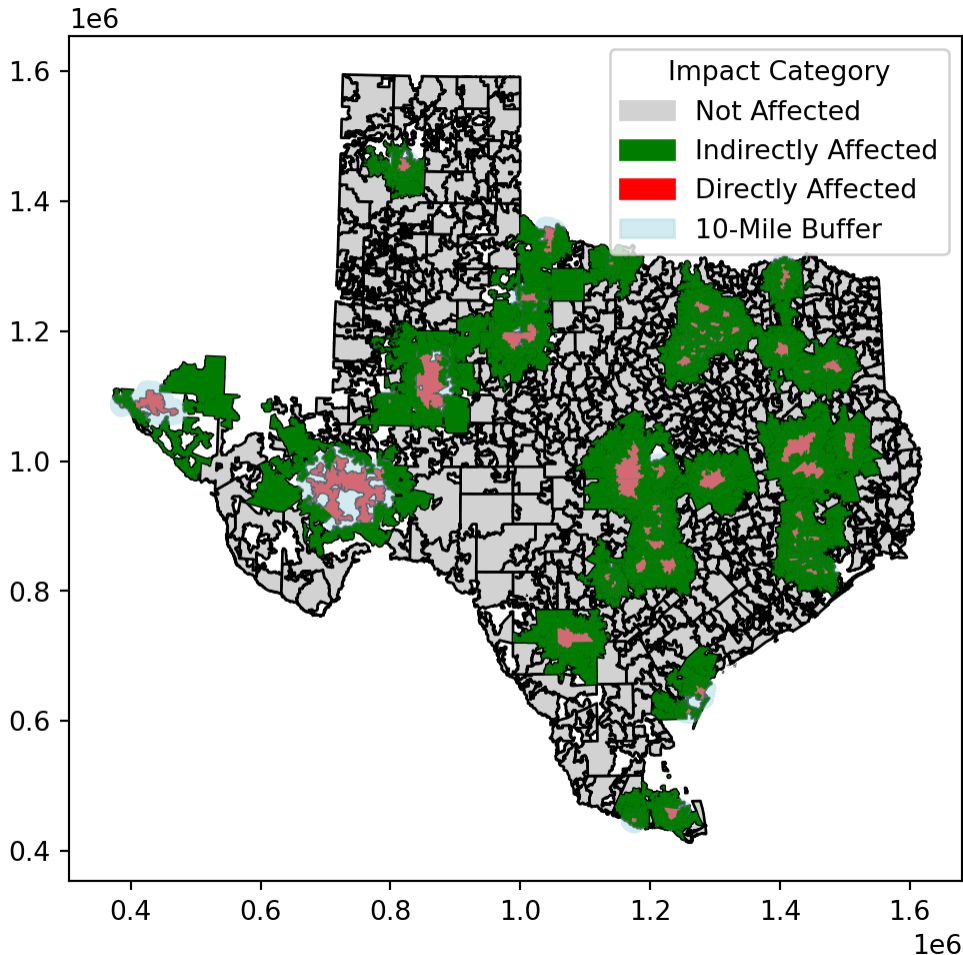 1e6
Impact Category
Not Affected
Indirectly Affected
Directly Affected
10-Mile Buffer
1.6
1.4
1.2
1.0
0.8
0.6
0.4
0.4 0.6 0.8 1.0 1.2 1.4 1.6
1e6